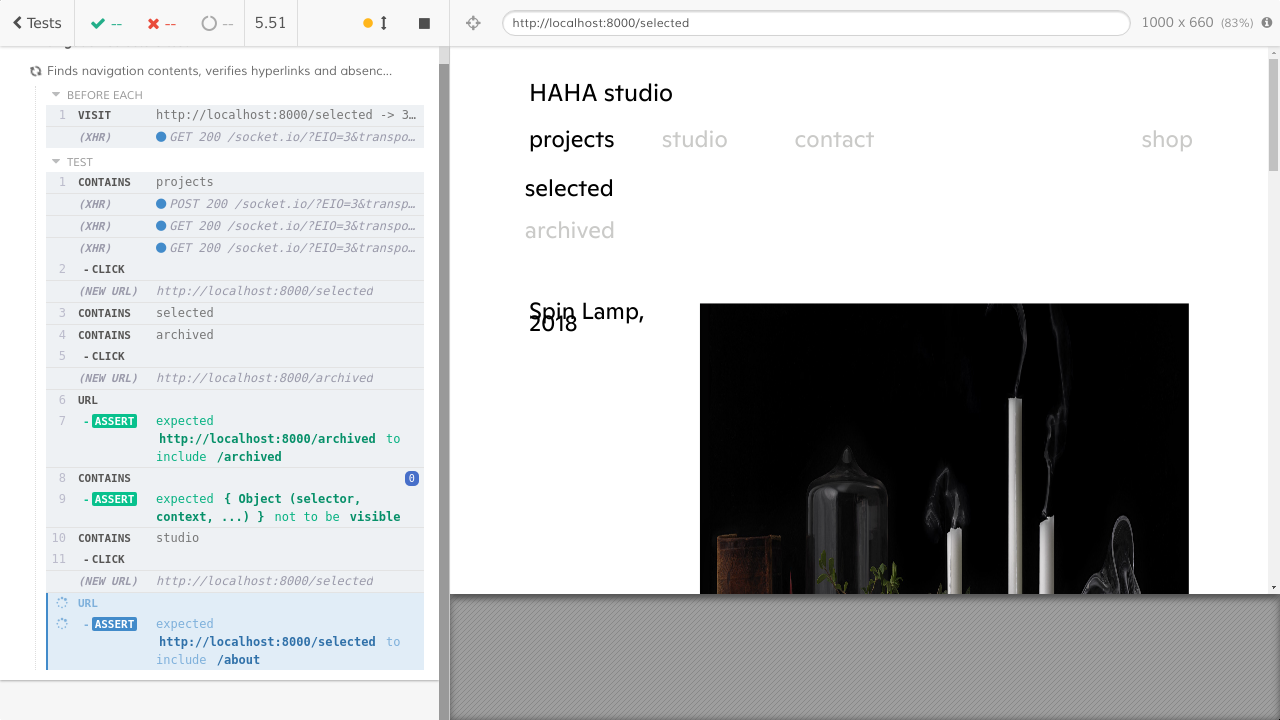 Tests
--
--
--
5.51
http://localhost:8000/selected
1000 x 660 (83%)
Finds navigation contents, verifies hyperlinks and absenc...
BEFORE EACH
1 VISIT http://localhost:8000/selected -> 3…
(XHR) GET 200 /socket.io/?EIO=3&transpo…
TEST
1 CONTAINS projects
(XHR) POST 200 /socket.io/?EIO=3&transp…
(XHR) GET 200 /socket.io/?EIO=3&transpo…
(XHR) GET 200 /socket.io/?EIO=3&transpo…
2 - CLICK
(NEW URL) http://localhost:8000/selected
3 CONTAINS selected
4 CONTAINS archived
5 - CLICK
(NEW URL) http://localhost:8000/archived
6 URL
7 - ASSERT expected
http://localhost:8000/archived to
include /archived
8 CONTAINS 0
9 - ASSERT expected { Object (selector,
context, ...) } not to be visible
10 CONTAINS studio
11 - CLICK
(NEW URL) http://localhost:8000/selected
URL
- ASSERT expected
http://localhost:8000/selected to
include /about
HAHA studio
projects studio contact shop
selected
archived
Spin Lamp,
2018